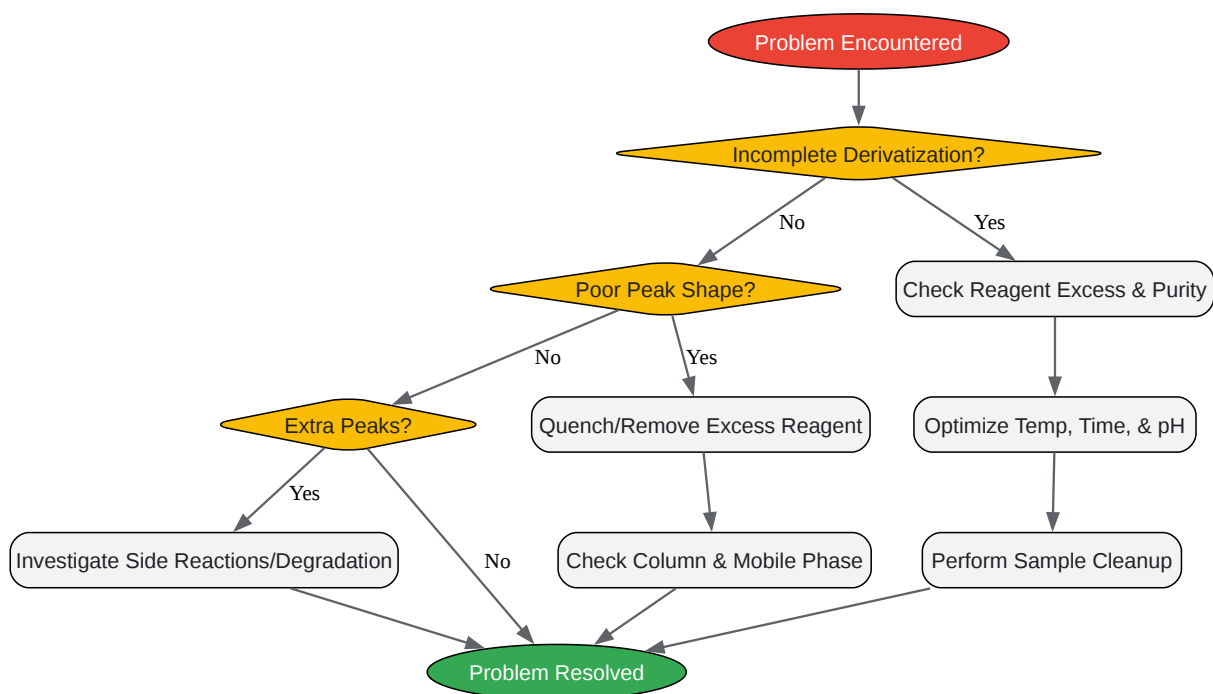 Problem Encountered
Incomplete Derivatization?
No
Yes
Poor Peak Shape?
Check Reagent Excess & Purity
No
Yes
Extra Peaks?
Quench/Remove Excess Reagent
Optimize Temp, Time, & pH
Yes
Investigate Side Reactions/Degradation
No
Check Column & Mobile Phase
Perform Sample Cleanup
Problem Resolved